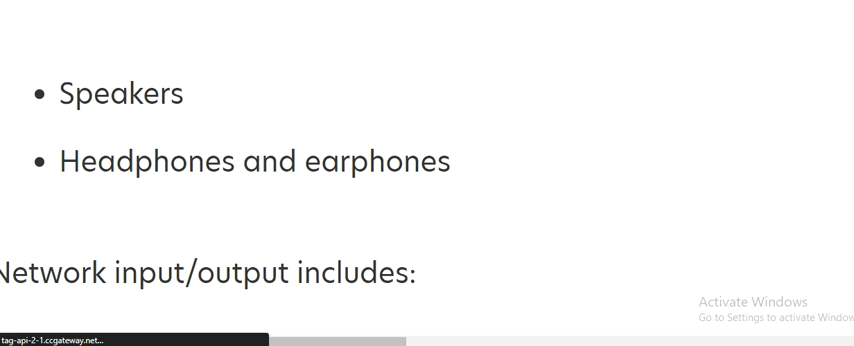 • Speakers
• Headphones and earphones
Network input/output includes:
Activate Windows
Go to Settings to activate Window
tag-api-2-1.ccgateway.net...